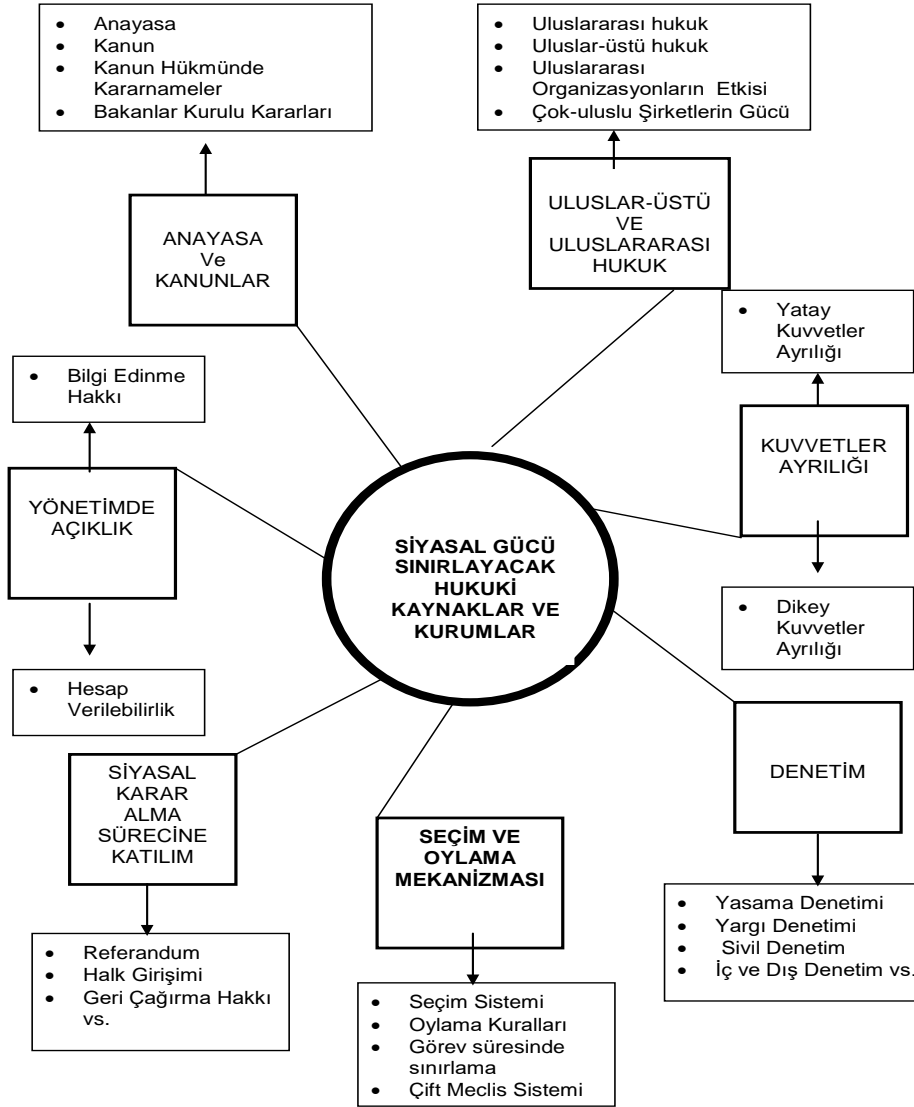 • Anayasa
• Kanun
• Kanun Hükmünde
Kararnameler
• Bakanlar Kurulu Kararları
• Uluslararası hukuk
• Uluslar-üstü hukuk
• Uluslararası
Organizasyonların Etkisi
• Çok-uluslu Şirketlerin Gücü
ANAYASA
Ve
KANUNLAR
ULUSLAR-ÜSTÜ
VE
ULUSLARARASI
HUKUK
• Yatay
Kuvvetler
Ayrılığı
• Bilgi Edinme
Hakkı
KUVVETLER
AYRILIĞI
YÖNETİMDE
AÇIKLIK
SİYASAL GÜCÜ
SINIRLAYACAK
HUKUKİ
KAYNAKLAR VE
KURUMLAR
• Dikey
Kuvvetler
Ayrılığı
• Hesap
Verilebilirlik
SİYASAL
KARAR
ALMA
SÜRECİNE
KATILIM
SEÇİM VE
OYLAMA
MEKANİZMASI
DENETİM
• Yasama Denetimi
• Yargı Denetimi
• Sivil Denetim
• İç ve Dış Denetim vs.
• Referandum
• Halk Girişimi
• Geri Çağırma Hakkı
vs.
• Seçim Sistemi
• Oylama Kuralları
• Görev süresinde
sınırlama
• Çift Meclis Sistemi